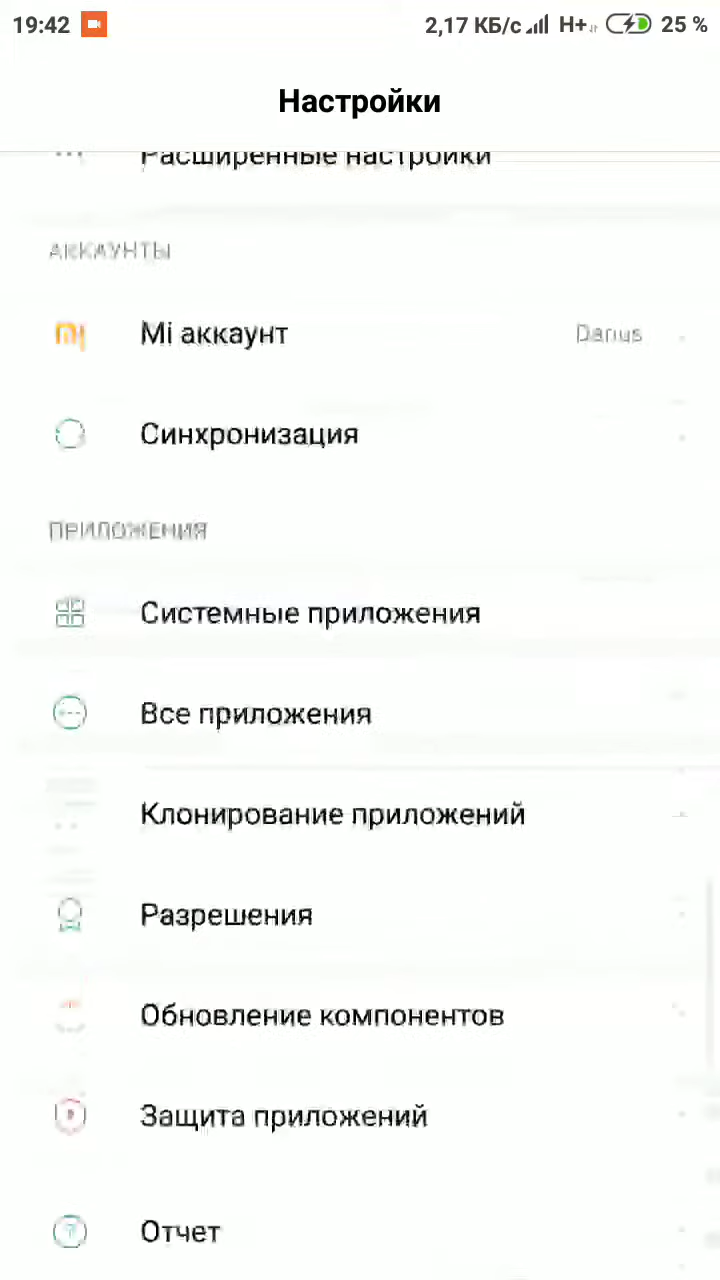 19:42 2,17 КБ/с H+ 25 %
Настройки
Расширенные настройки
АККАУНТЫ
Mi аккаунт Darius
Синхронизация
ПРИЛОЖЕНИЯ
Системные приложения
Все приложения
Клонирование приложений
Разрешения
Обновление компонентов
Защита приложений
Отчет